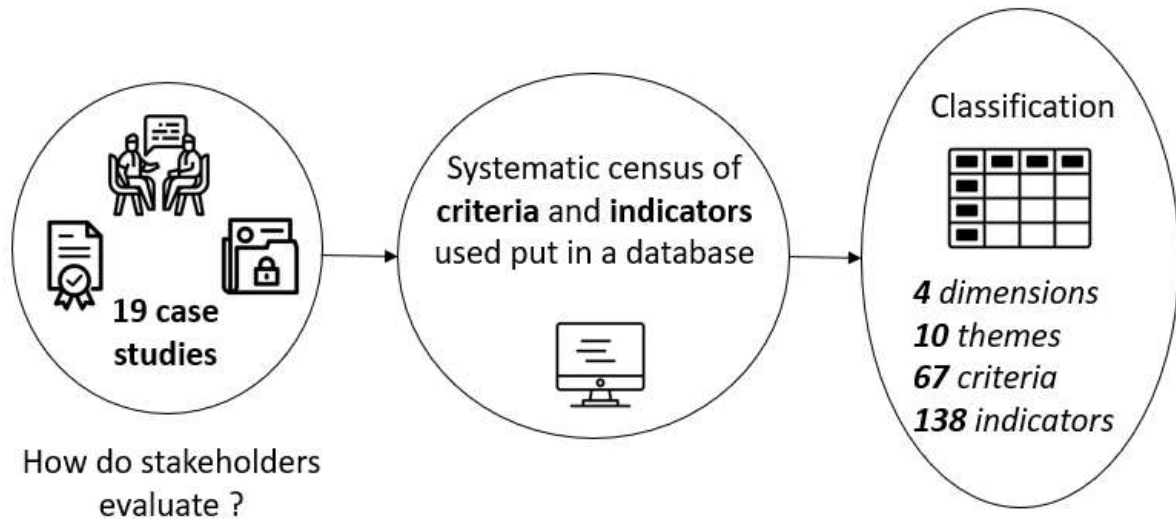 19 case
studies
How do stakeholders
evaluate ?
Systematic census of
criteria and indicators
used put in a database
Classification
4 dimensions
10 themes
67 criteria
138 indicators